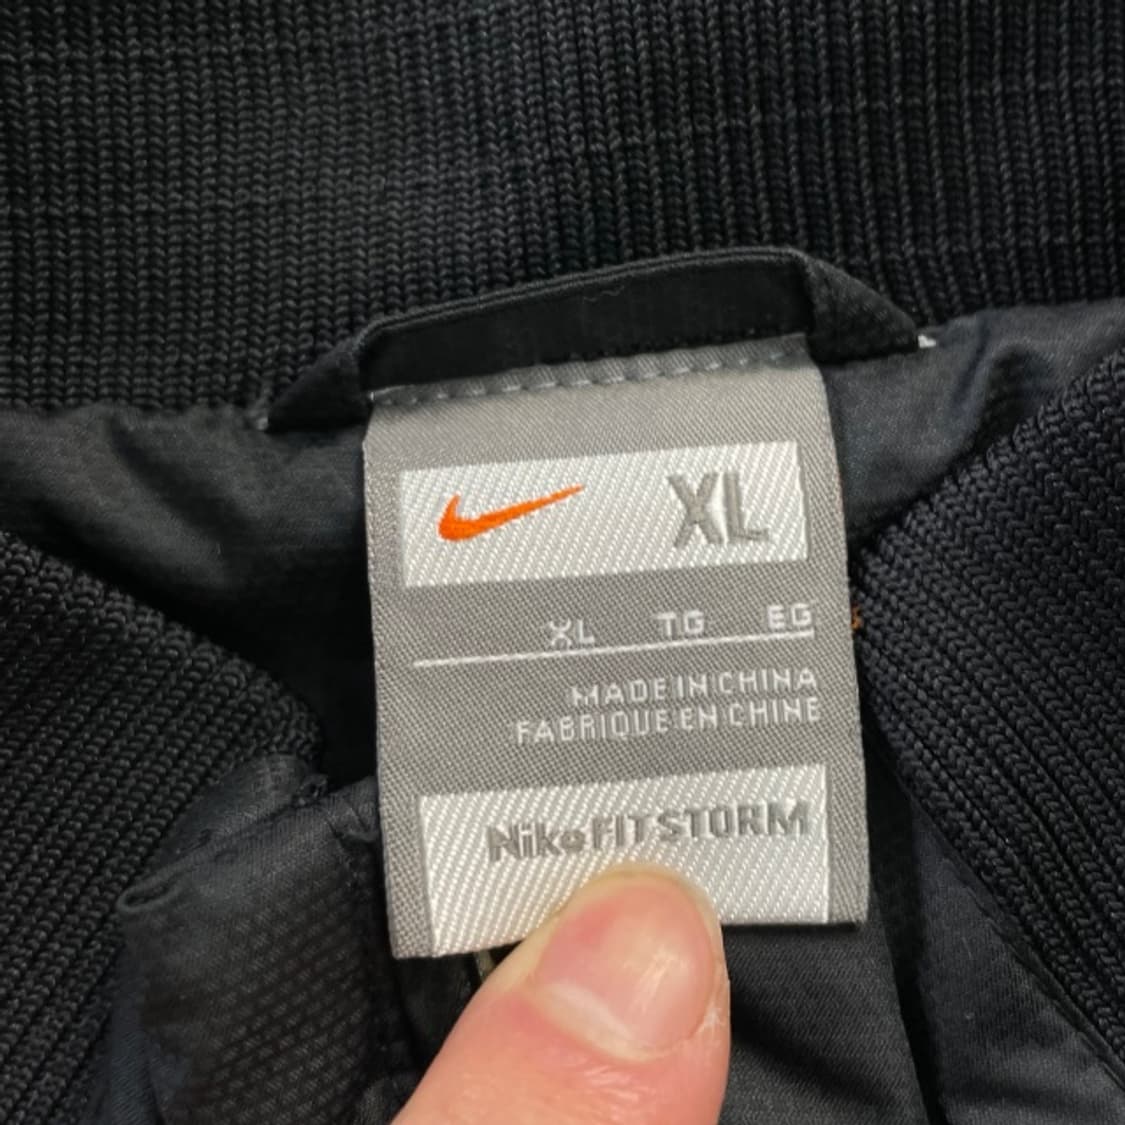 XL
XL TG EG
MADE IN CHINA
FABRIQUE EN CHINE
Nike FIT STORM